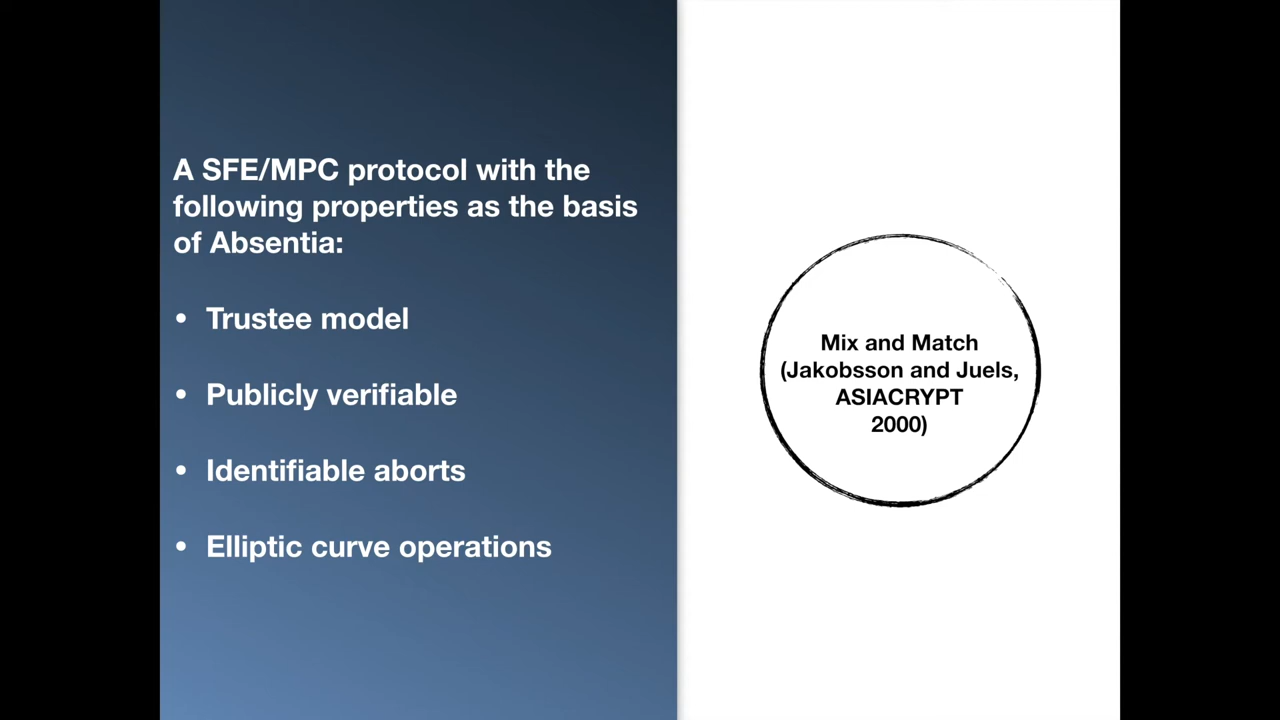 A SFE/MPC protocol with the
following properties as the basis
of Absentia:
• Trustee model
• Publicly verifiable
• Identifiable aborts
• Elliptic curve operations
Mix and Match
(Jakobsson and Juels,
ASIACRYPT
2000)